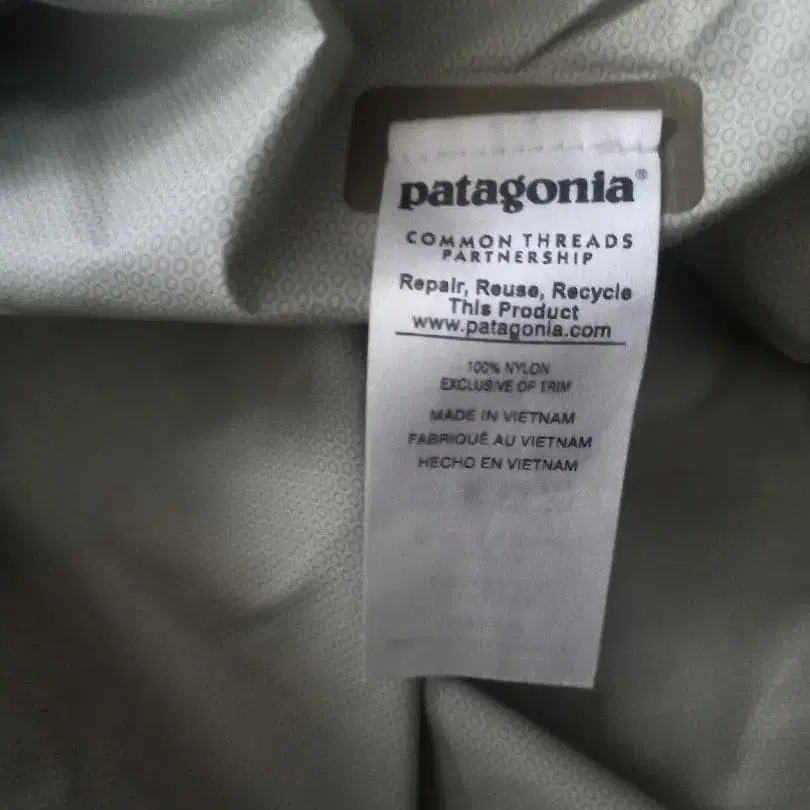 patagonia®
COMMON THREADS
PARTNERSHIP
Repair, Reuse, Recycle
This Product
www.patagonia.com
100% NYLON
EXCLUSIVE OF TRIM
MADE IN VIETNAM
FABRIQUÉ AU VIETNAM
HECHO EN VIETNAM